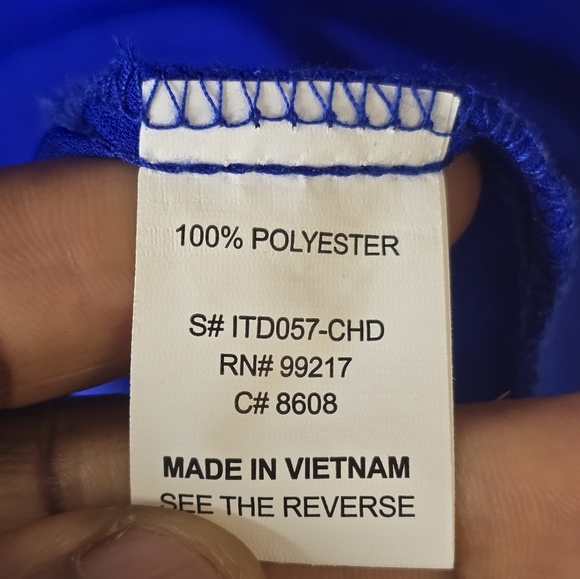 100% POLYESTER
S# ITD057-CHD
RN# 99217
C# 8608
MADE IN VIETNAM
SEE THE REVERSE